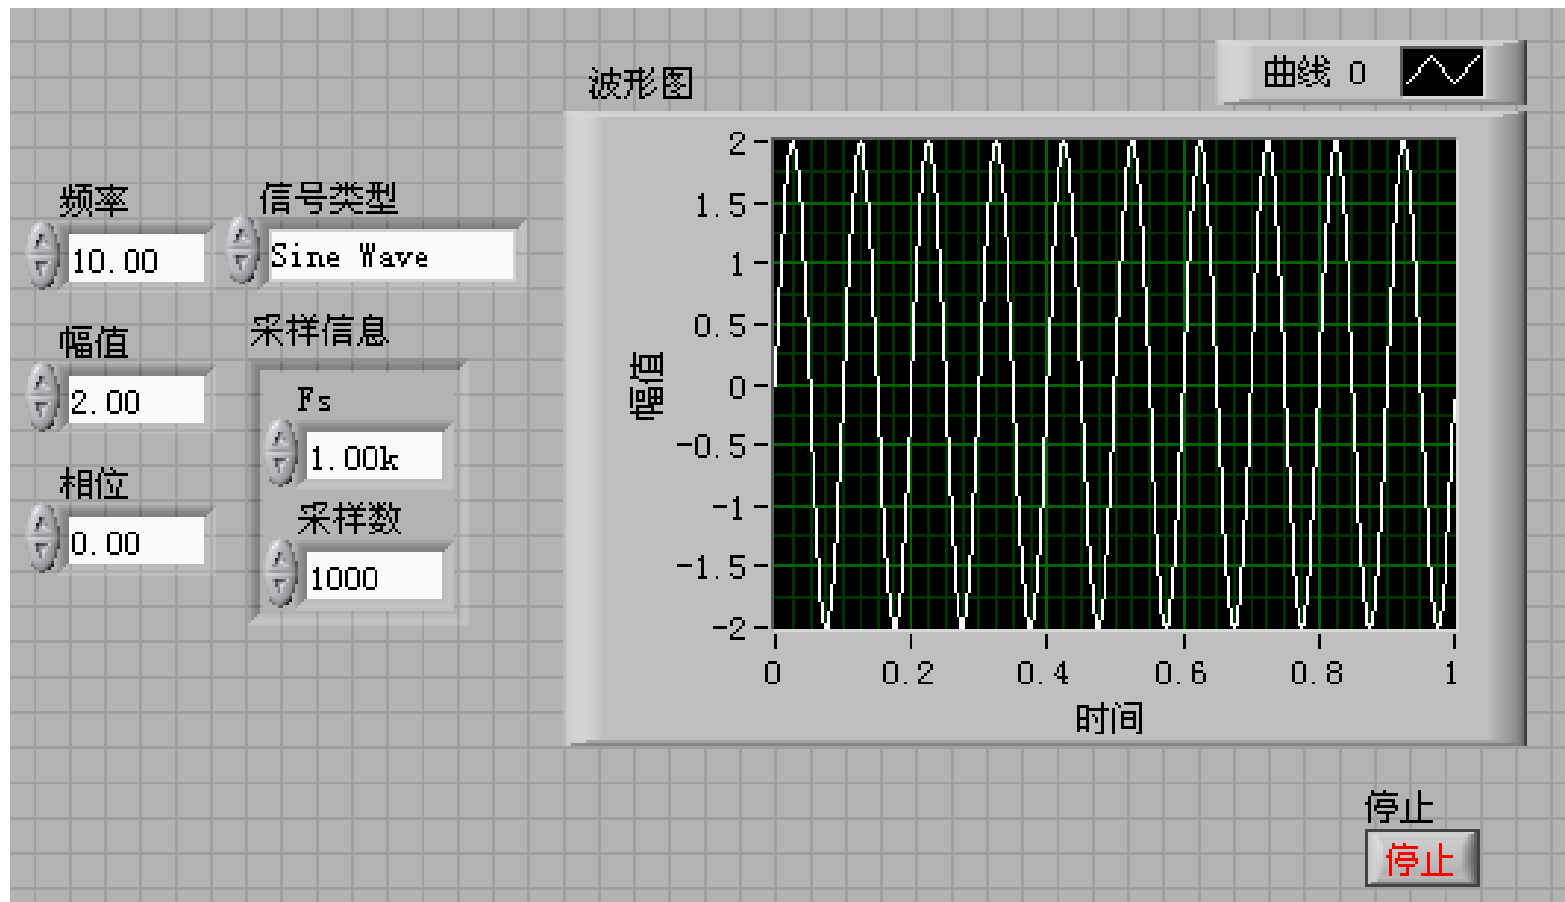 波形图
曲线 0
频率
10.00
信号类型
Sine Wave
幅值
2.00
采样信息
Fs
1.00k
相位
0.00
采样数
1000
幅值
2
1.5
1
0.5
0
-0.5
-1
-1.5
-2
0 0.2 0.4 0.6 0.8 1
时间
停止
停止